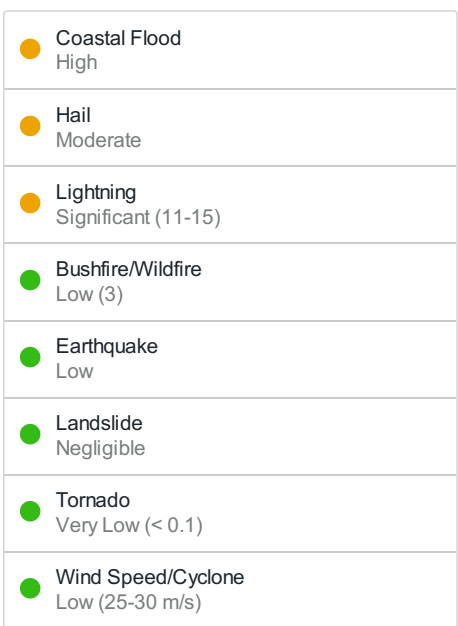 Coastal Flood
High
Hail
Moderate
Lightning
Significant (11-15)
Bushfire/Wildfire
Low (3)
Earthquake
Low
Landslide
Negligible
Tornado
Very Low (< 0.1)
Wind Speed/Cyclone
Low (25-30 m/s)